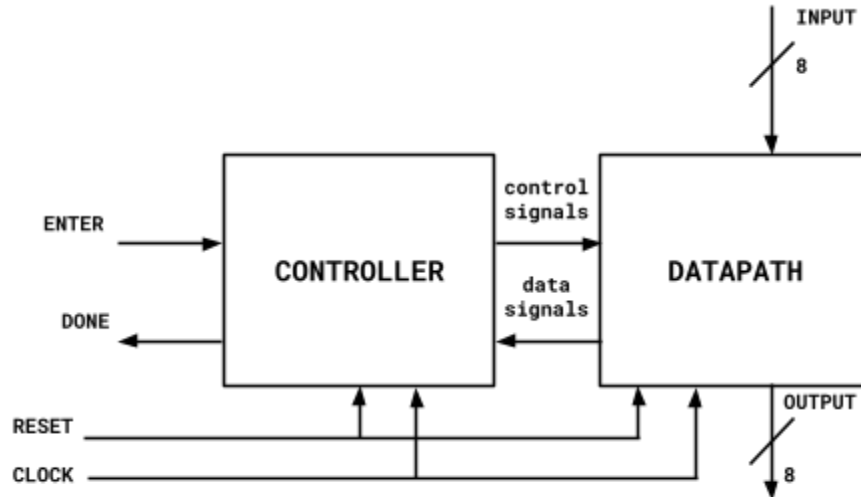 INPUT
8
control
signals
ENTER
CONTROLLER
DATAPATH
data
signals
DONE
OUTPUT
RESET
CLOCK
8